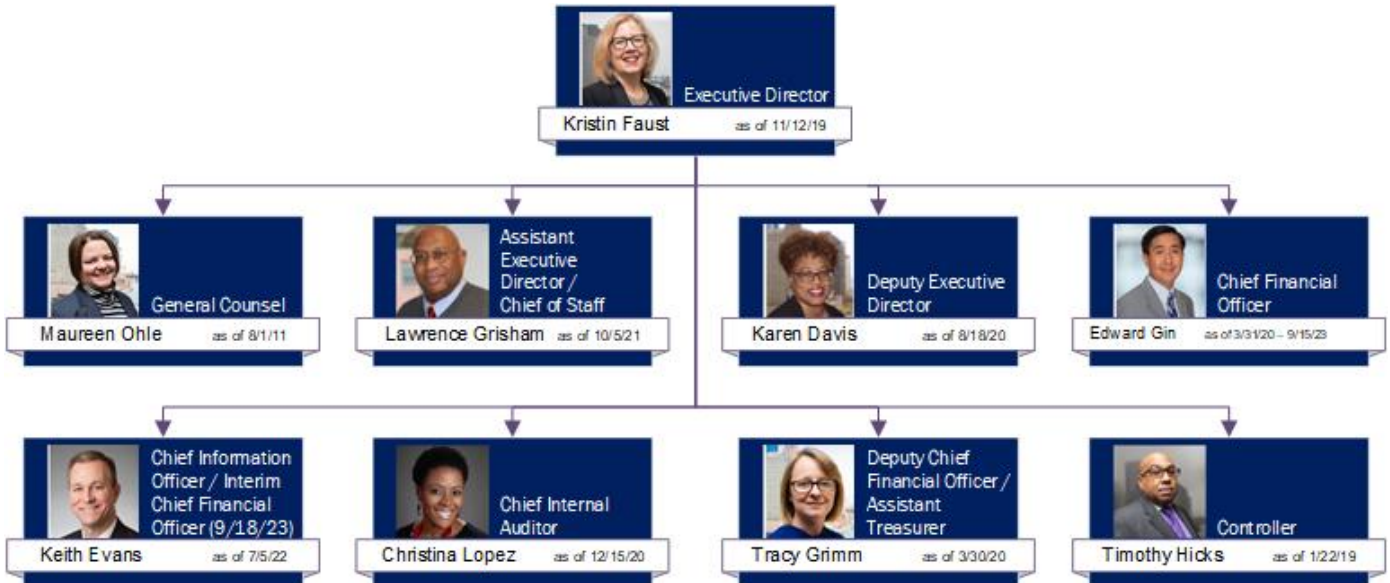 Executive Director
Kristin Faust as of 11/12/19
General Counsel
Maureen Ohle as of 8/1/11
Assistant
Executive
Director /
Chief of Staff
Lawrence Grisham as of 10/5/21
Deputy Executive
Director
Karen Davis as of 8/18/20
Chief Financial
Officer
Edward Gin as of 3/31/20 – 9/15/23
Chief Information
Officer / Interim
Chief Financial
Officer (9/18/23)
Keith Evans as of 7/5/22
Chief Internal
Auditor
Christina Lopez as of 12/15/20
Deputy Chief
Financial Officer /
Assistant
Treasurer
Tracy Grimm as of 3/30/20
Controller
Timothy Hicks as of 1/22/19